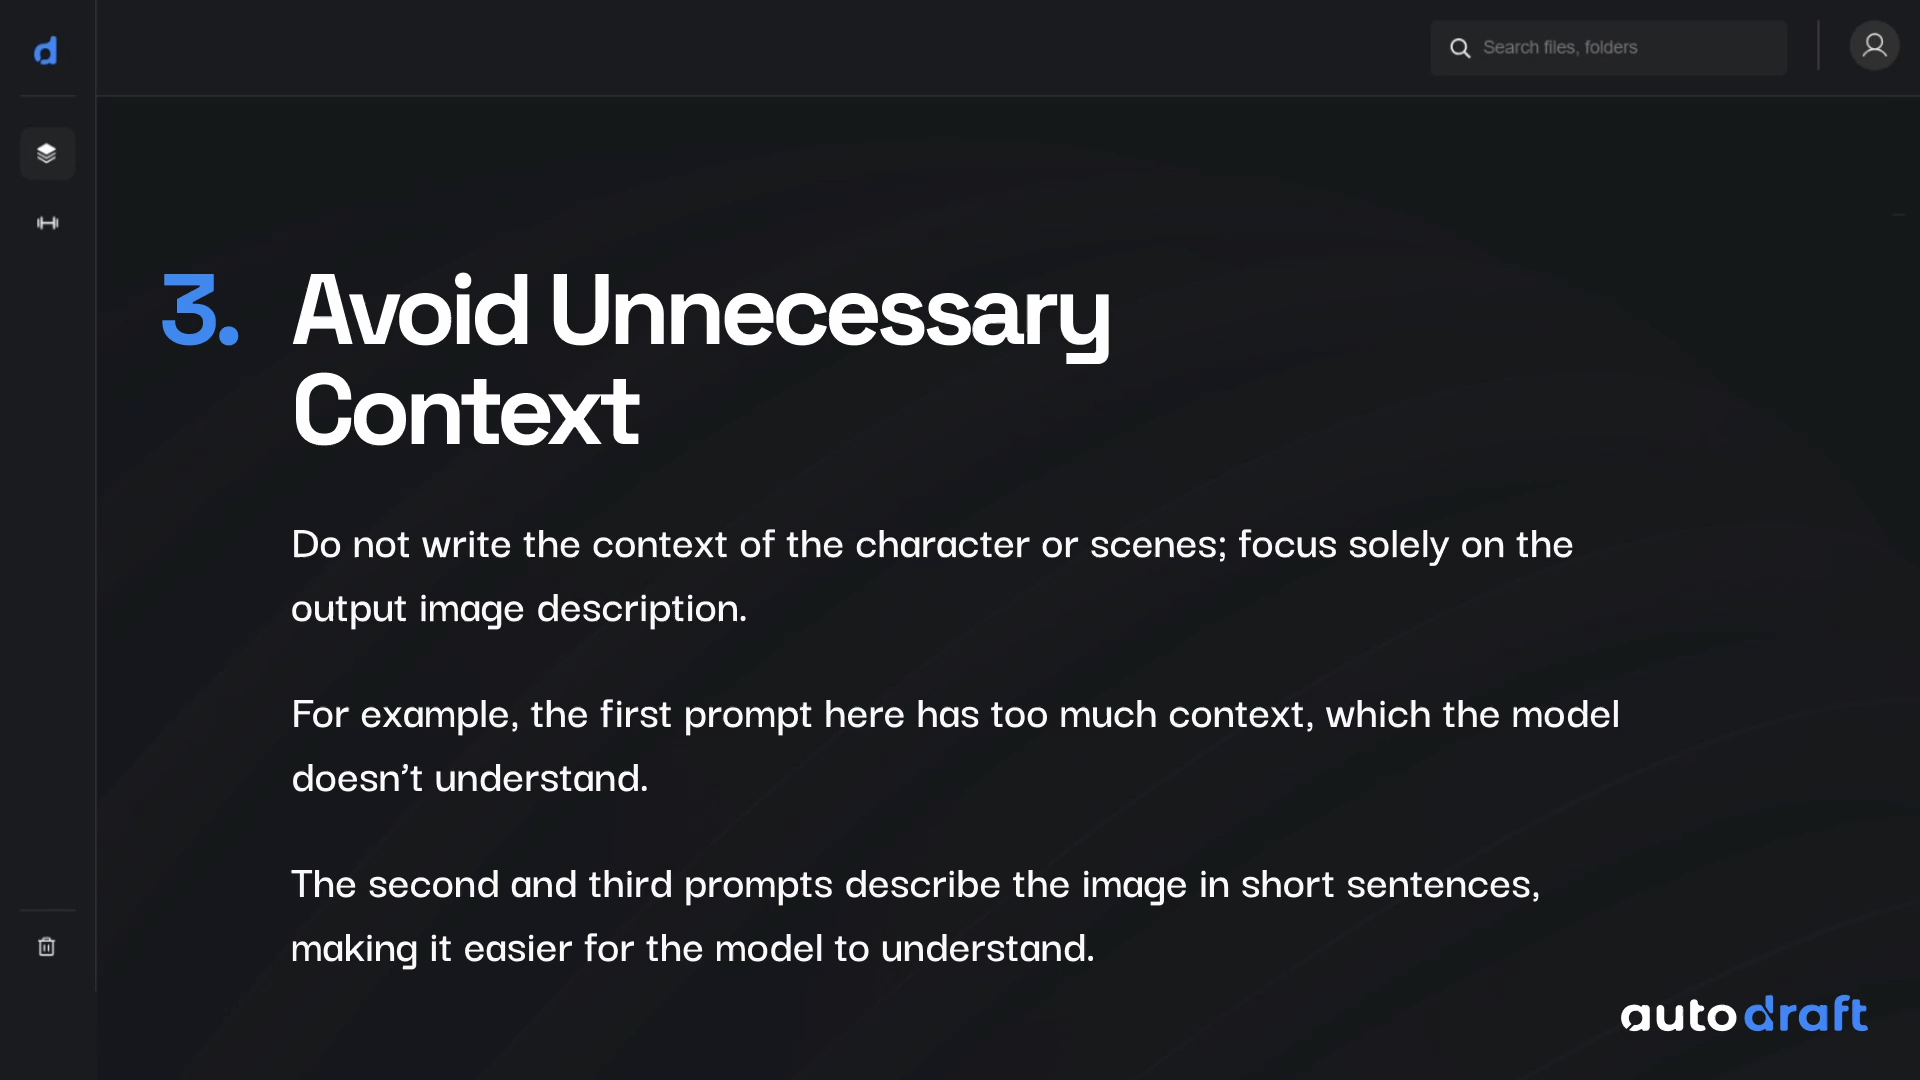 d
Search files, folders
3. Avoid Unnecessary
Context
Do not write the context of the character or scenes; focus solely on the
output image description.
For example, the first prompt here has too much context, which the model
doesn’t understand.
The second and third prompts describe the image in short sentences,
making it easier for the model to understand.
autodraft